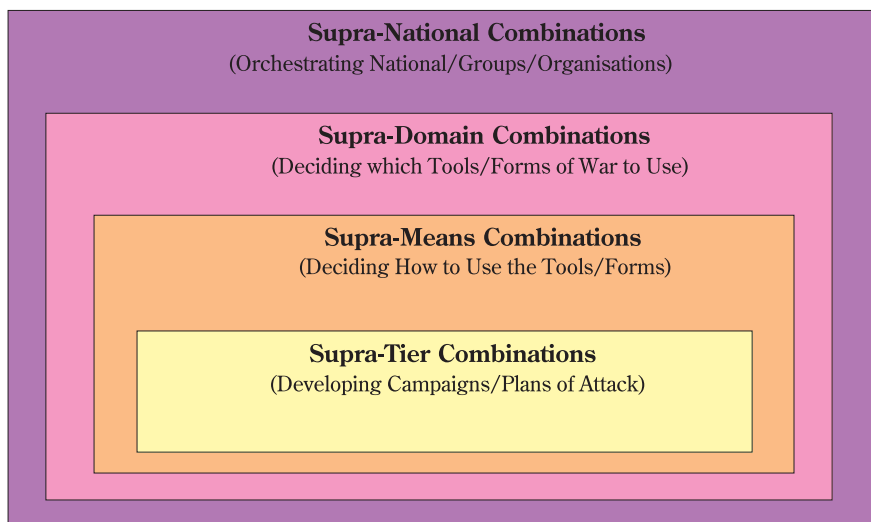 Supra-National Combinations
(Orchestrating National/Groups/Organisations)
Supra-Domain Combinations
(Deciding which Tools/Forms of War to Use)
Supra-Means Combinations
(Deciding How to Use the Tools/Forms)
Supra-Tier Combinations
(Developing Campaigns/Plans of Attack)